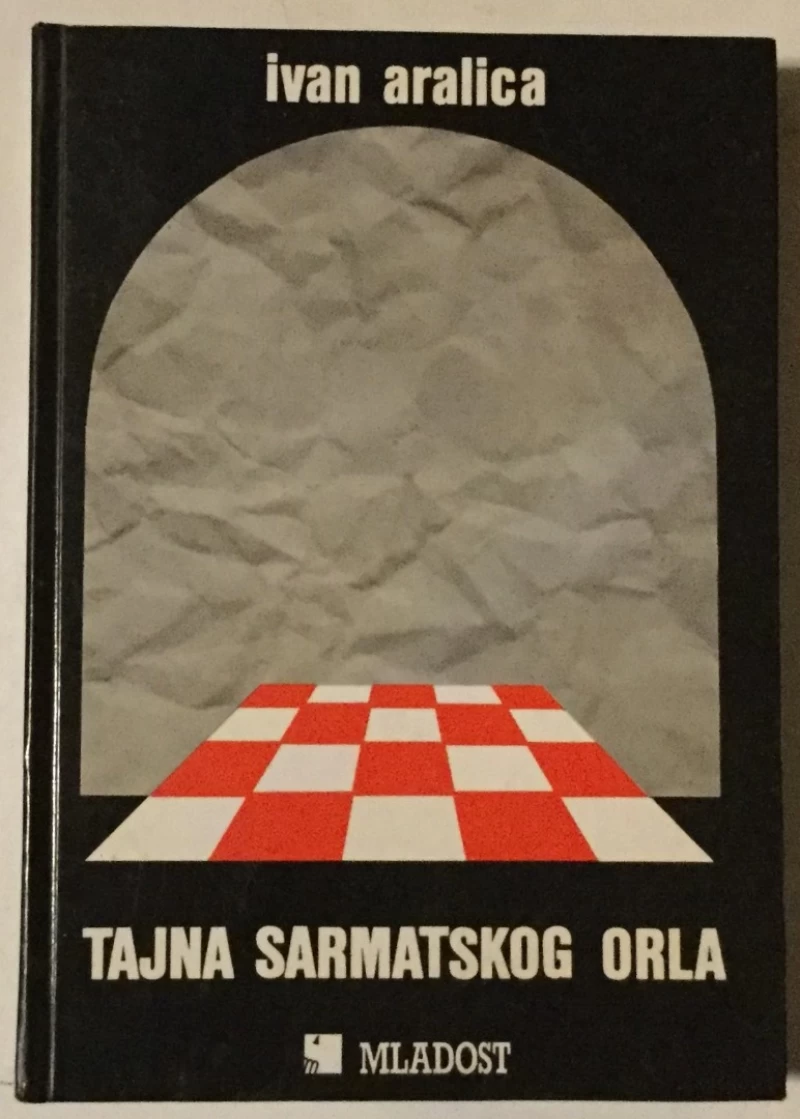 ivan aralica
TAJNA SARMATSKOG ORLA
m MLADOST